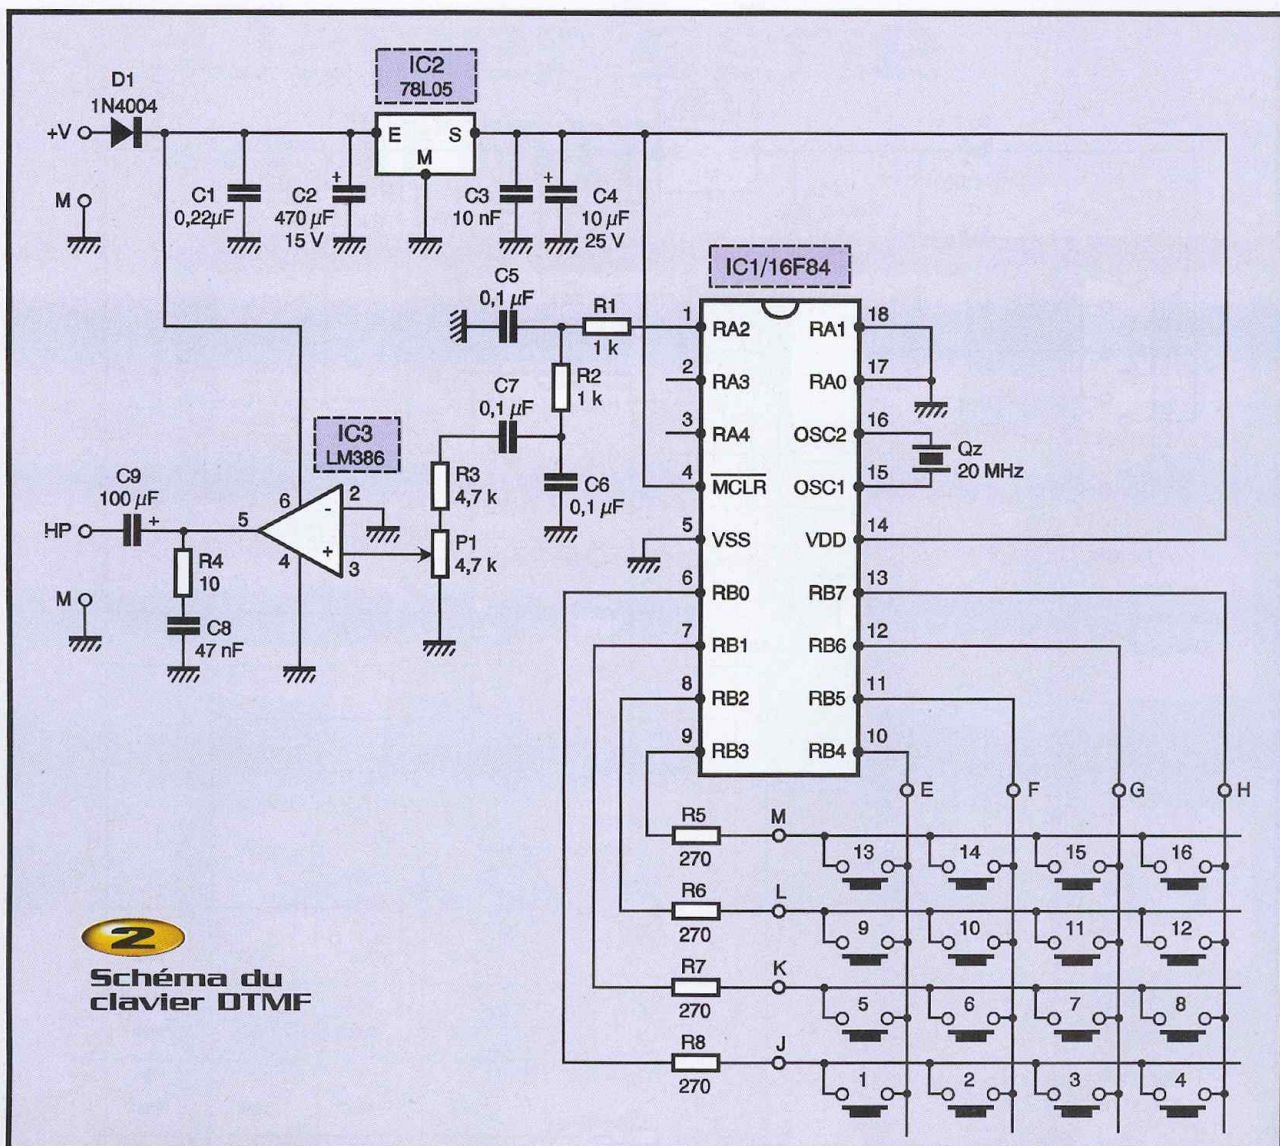 IC2
78L05
D1
1N4004
+V
E
S
M
M
C1
0,22µF
C2
470 µF
15 V
+
C3
10 nF
+
C4
10 µF
25 V
IC1/16F84
C5
0,1 µF
R1
1 k
R2
1 k
C7
0,1 µF
C6
0,1 µF
R3
4,7 k
P1
4,7 k
IC3
LM386
C9
100 µF
+
HP
5
6
2
-
+
4
3
R4
10
C8
47 nF
M
1
RA2
RA1
18
2
RA3
RA0
17
3
RA4
OSC2
16
4
MCLR
OSC1
15
5
VSS
VDD
14
6
RB0
RB7
13
7
RB1
RB6
12
8
RB2
RB5
11
9
RB3
RB4
10
Qz
20 MHz
E
F
G
H
R5
270
M
13
14
15
16
R6
270
L
9
10
11
12
R7
270
K
5
6
7
8
R8
270
J
1
2
3
4
2
Schéma du
clavier DTMF